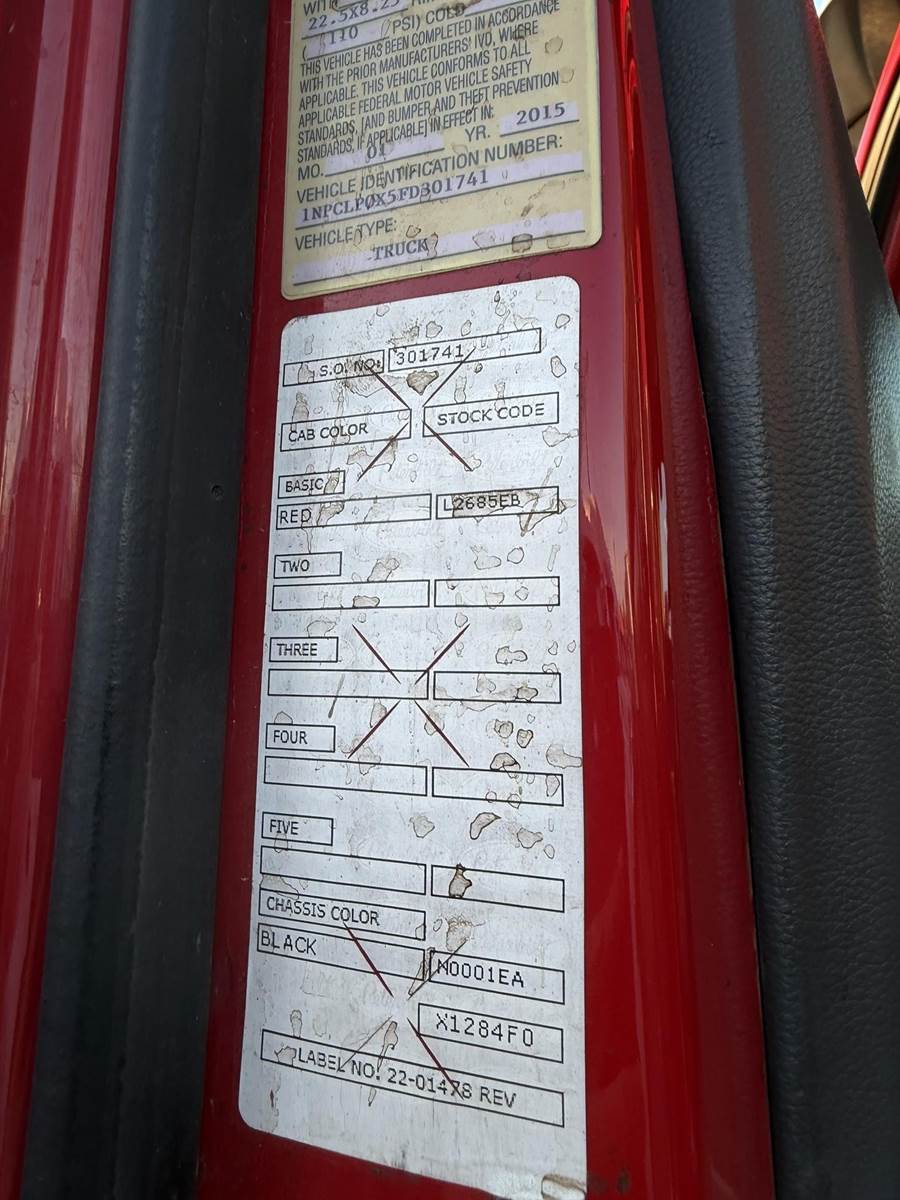 22.5X8.25
( 110 /PSI) COLD
THIS VEHICLE HAS BEEN COMPLETED IN ACCORDANCE
WITH THE PRIOR MANUFACTURERS' IVO, WHERE
APPLICABLE. THIS VEHICLE CONFORMS TO ALL
APPLICABLE FEDERAL MOTOR VEHICLE SAFETY
STANDARDS, [AND BUMPER AND THEFT PREVENTION
STANDARDS, IF APPLICABLE] IN EFFECT IN:
MO. 01 YR. 2015
VEHICLE IDENTIFICATION NUMBER:
1NPCLP0X5FD301741
VEHICLE TYPE:
TRUCK
S.O. NO: 301741
CAB COLOR STOCK CODE
BASIC
RED L2685EB
TWO
THREE
FOUR
FIVE
CHASSIS COLOR
BLACK N0001EA
X1284F0
LABEL NO. 22-01478 REV